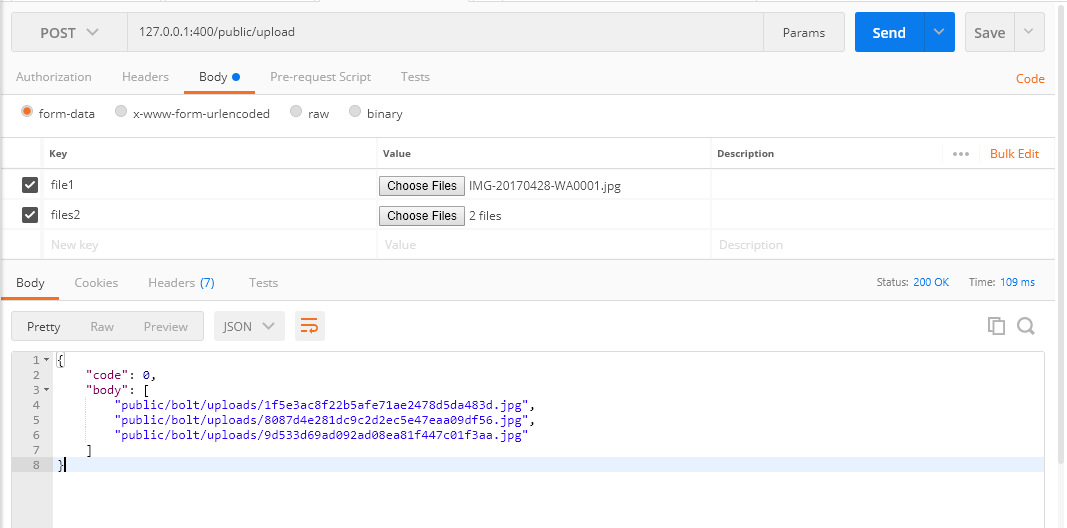 POST 127.0.0.1:400/public/upload Params Send Save
Authorization Headers Body Pre-request Script Tests Code
form-data x-www-form-urlencoded raw binary
Key Value Description ••• Bulk Edit
file1 Choose Files IMG-20170428-WA0001.jpg
files2 Choose Files 2 files
New key Value Description
Body Cookies Headers (7) Tests Status: 200 OK Time: 109 ms
Pretty Raw Preview JSON
1 {
2 "code": 0,
3 "body": [
4 "public/bolt/uploads/1f5e3ac8f22b5afe71ae2478d5da483d.jpg",
5 "public/bolt/uploads/8087d4e281dc9c2d2ec5e47eaa09df56.jpg",
6 "public/bolt/uploads/9d533d69ad092ad08ea81f447c01f3aa.jpg"
7 ]
8 }